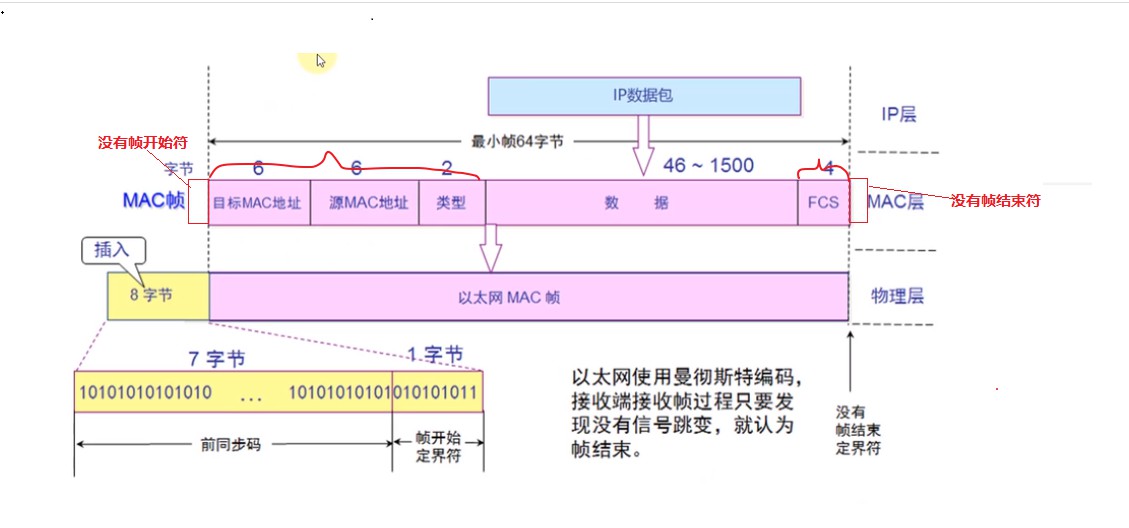 IP数据包
IP层
最小帧64字节
没有帧开始符
字节
6
6
2
46 ~ 1500
4
MAC帧
目标MAC地址
源MAC地址
类型
数 据
FCS
MAC层
没有帧结束符
插入
8 字节
以太网 MAC 帧
物理层
7 字节
1 字节
10101010101010 ... 10101010101010101011
前同步码
帧开始
定界符
以太网使用曼彻斯特编码，
接收端接收帧过程只要发
现没有信号跳变，就认为
帧结束。
没有
帧结束
定界符